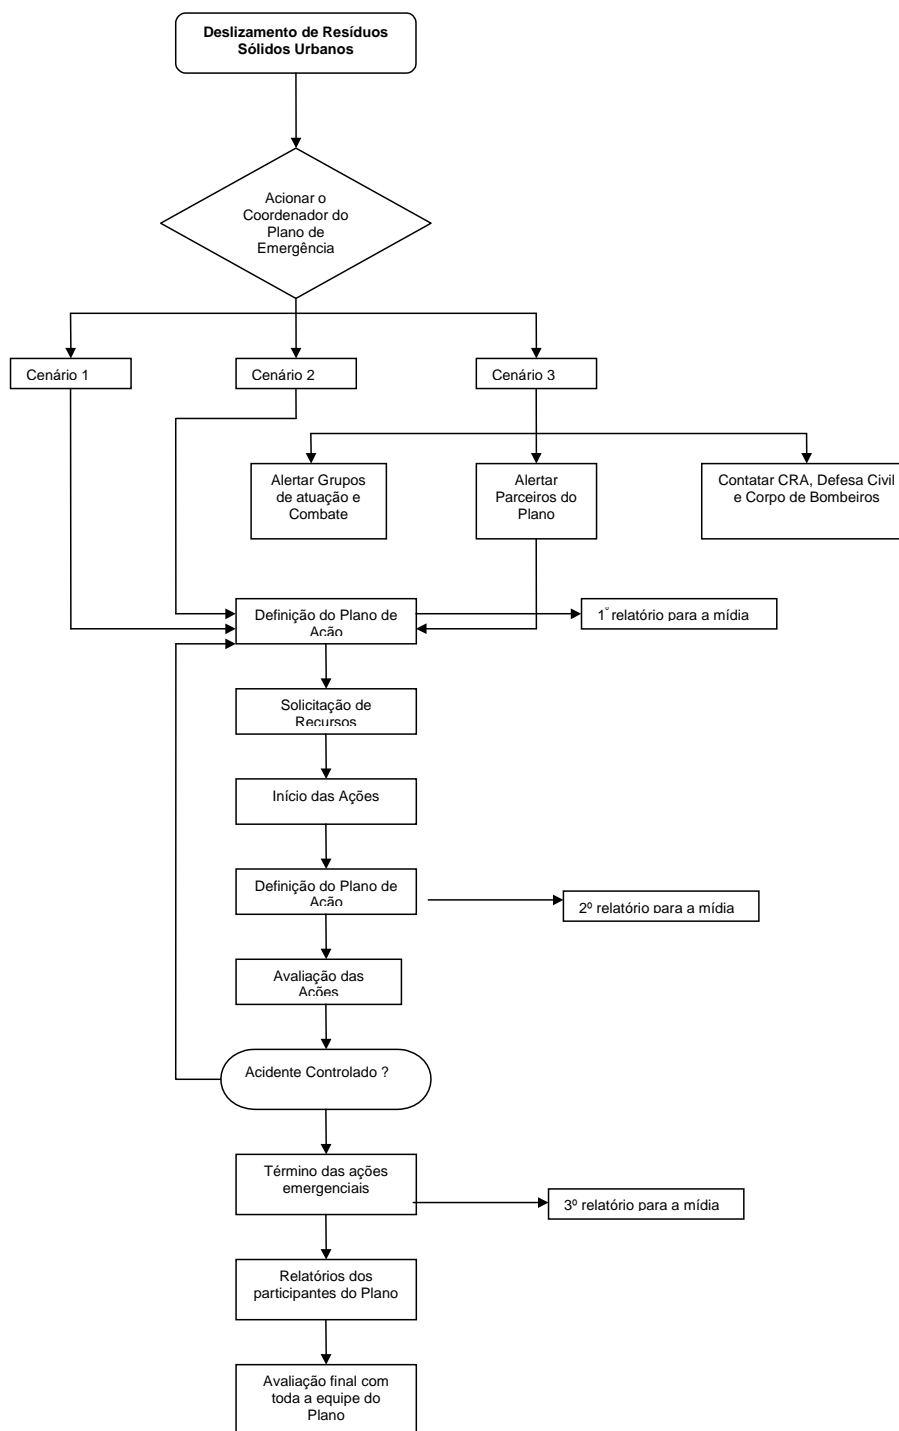 Deslizamento de Resíduos
Sólidos Urbanos
Acionar o
Coordenador do
Plano de
Emergência
Cenário 1
Cenário 2
Cenário 3
Alertar Grupos
de atuação e
Combate
Alertar
Parceiros do
Plano
Contatar CRA, Defesa Civil
e Corpo de Bombeiros
Definição do Plano de
Ação
1º relatório para a mídia
Solicitação de
Recursos
Início das Ações
Definição do Plano de
Ação
2º relatório para a mídia
Avaliação das
Ações
Acidente Controlado ?
Término das ações
emergenciais
3º relatório para a mídia
Relatórios dos
participantes do Plano
Avaliação final com
toda a equipe do
Plano